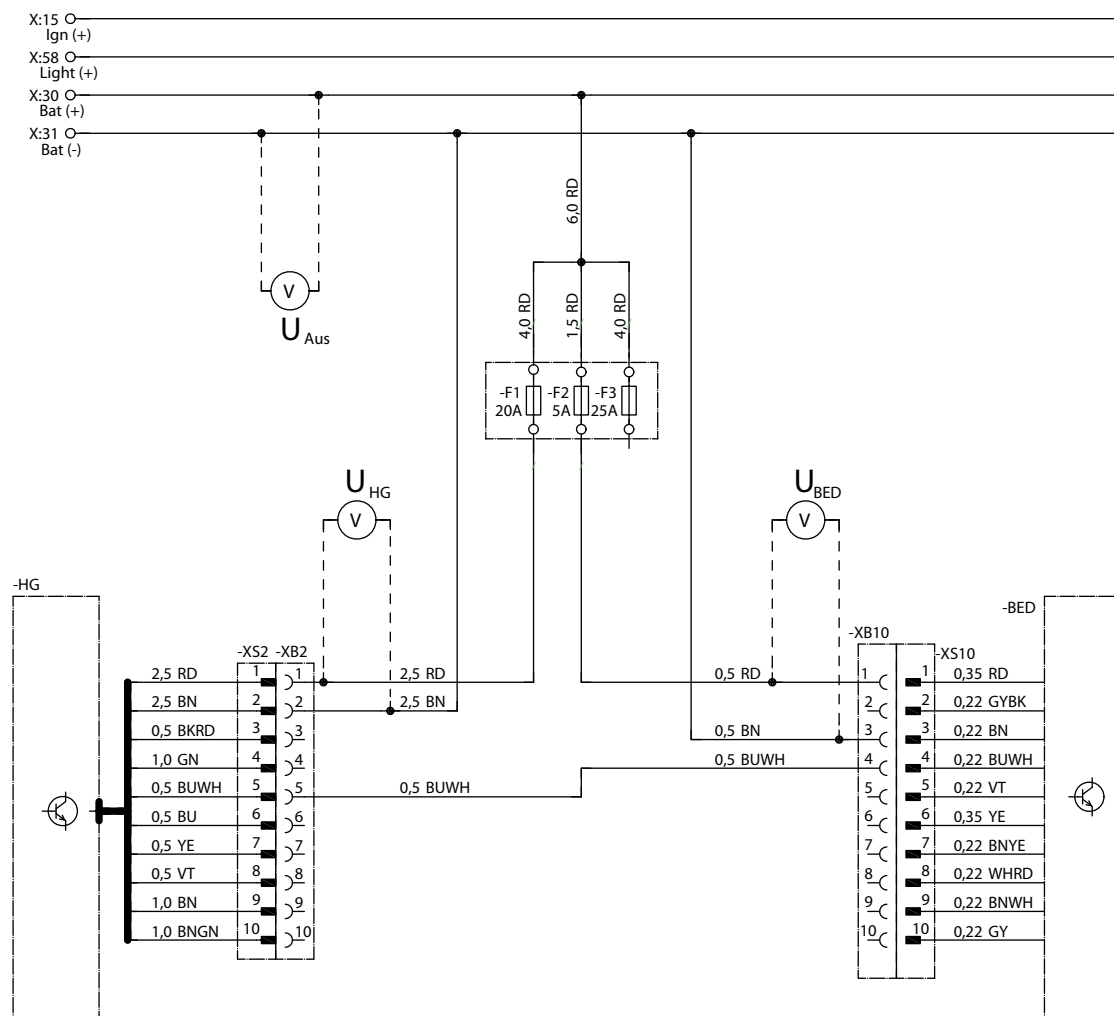 X:15
Ign (+)
X:58
Light (+)
X:30
Bat (+)
X:31
Bat (-)
6,0 RD
4,0 RD
1,5 RD
4,0 RD
V
U Aus
-F1
20A
-F2
5A
-F3
25A
U HG
V
U BED
V
-HG
-BED
-XS2 -XB2
-XB10
-XS10
2,5 RD 1 1 2,5 RD
2,5 BN 2 2 2,5 BN
0,5 BKRD 3 3
1,0 GN 4 4
0,5 BUWH 5 5 0,5 BUWH
0,5 BU 6 6
0,5 YE 7 7
0,5 VT 8 8
1,0 BN 9 9
1,0 BNGN 10 10
0,5 RD 1 1 0,35 RD
2 2 0,22 GYBK
0,5 BN 3 3 0,22 BN
0,5 BUWH 4 4 0,22 BUWH
5 5 0,22 VT
6 6 0,35 YE
7 7 0,22 BNYE
8 8 0,22 WHRD
9 9 0,22 BNWH
10 10 0,22 GY